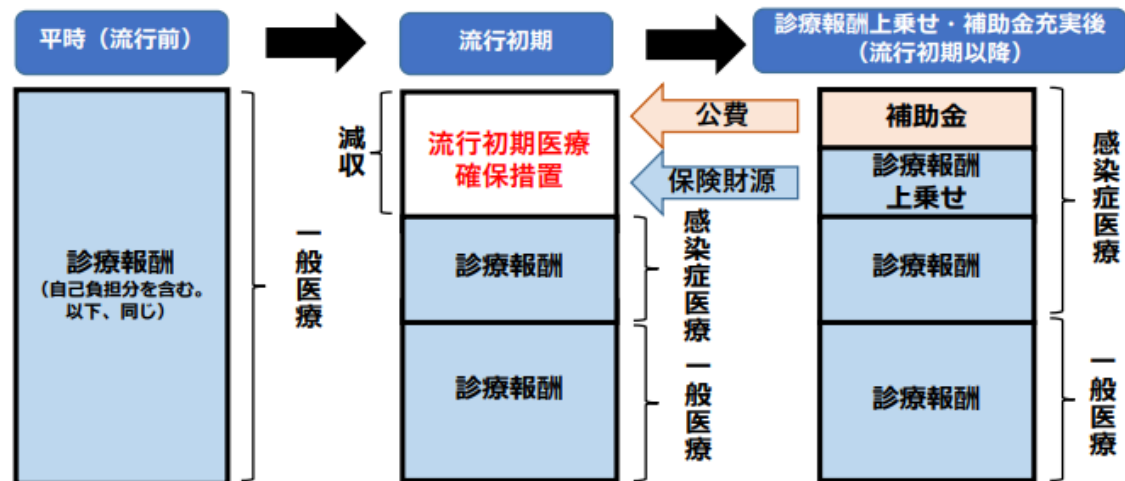 平時（流行前）
流行初期
診療報酬上乗せ・補助金充実後
（流行初期以降）
診療報酬
（自己負担分を含む。
以下、同じ）
一般医療
減収
流行初期医療
確保措置
診療報酬
診療報酬
感染症医療
一般医療
公費
保険財源
補助金
診療報酬
上乗せ
診療報酬
診療報酬
感染症医療
一般医療